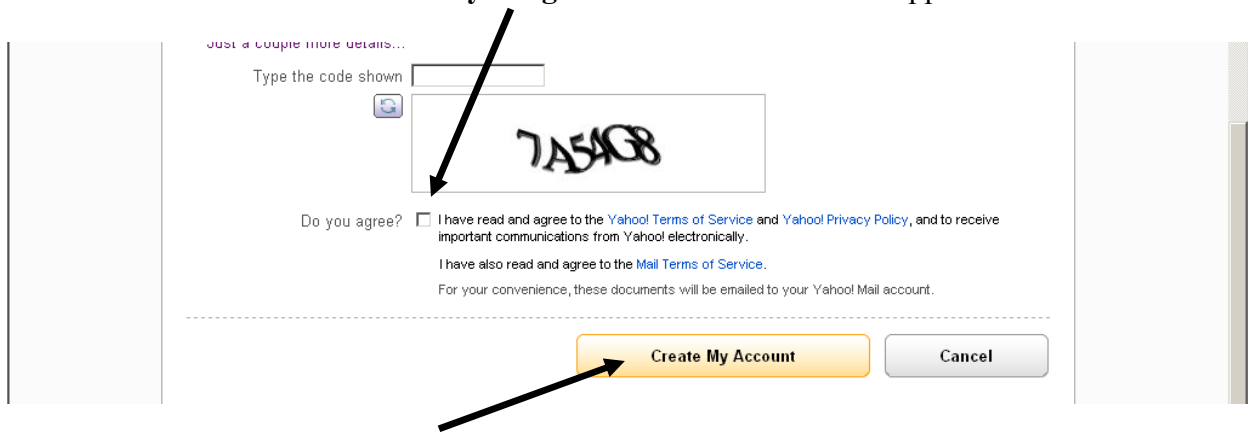 Just a couple more details...
Type the code shown
7A54G8
Do you agree? I have read and agree to the Yahoo! Terms of Service and Yahoo! Privacy Policy, and to receive
important communications from Yahoo! electronically.
I have also read and agree to the Mail Terms of Service.
For your convenience, these documents will be emailed to your Yahoo! Mail account.
Create My Account Cancel